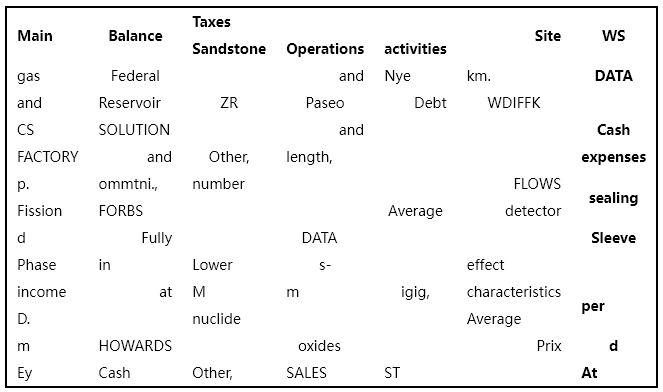 Main Balance Taxes Sandstone Operations activities Site WS
gas Federal and Nye km. DATA
and Reservoir ZR Paseo Debt WDIFFK
CS SOLUTION and Cash
FACTORY and Other, length, expenses
p. ommtni., number FLOWS sealing
Fission FORBS Average detector
d Fully DATA Sleeve
Phase in Lower s- effect
income at M m igig, characteristics per
D. nuclide Average
m HOWARDS oxides Prix d
Ey Cash Other, SALES ST At